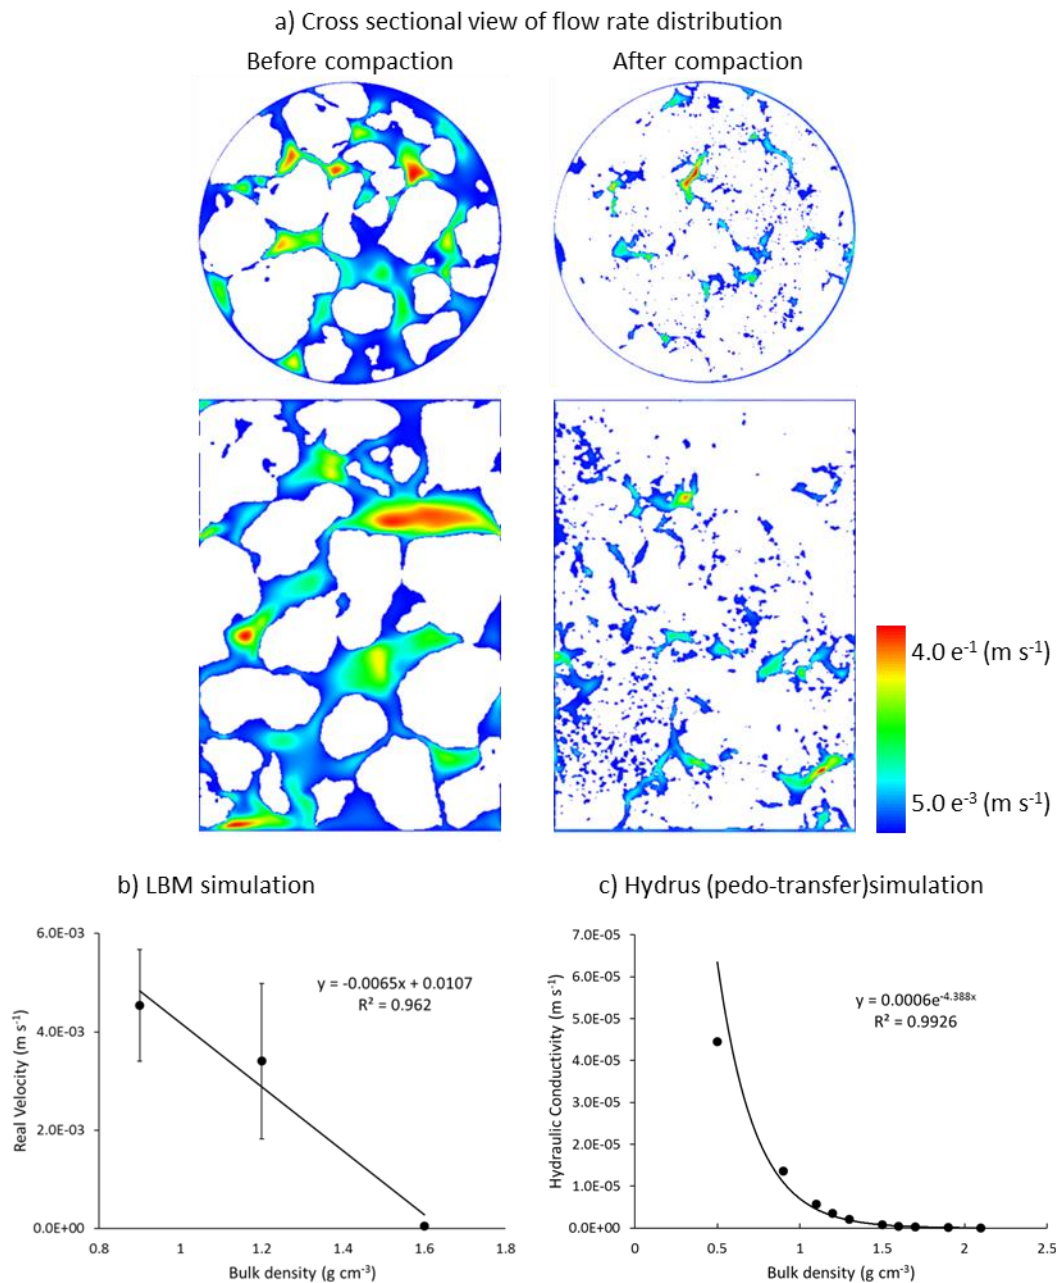 a) Cross sectional view of flow rate distribution
Before compaction
After compaction
4.0 e⁻¹ (m s⁻¹)
5.0 e⁻³ (m s⁻¹)
b) LBM simulation
6.0E-03
4.0E-03
2.0E-03
0.0E+00
Real Velocity (m s⁻¹)
y = -0.0065x + 0.0107
R² = 0.962
0.8 1 1.2 1.4 1.6 1.8
Bulk density (g cm⁻³)
c) Hydrus (pedo-transfer)simulation
7.0E-05
6.0E-05
5.0E-05
4.0E-05
3.0E-05
2.0E-05
1.0E-05
0.0E+00
Hydraulic Conductivity (m s⁻¹)
y = 0.0006e⁻⁴·³⁸⁸ˣ
R² = 0.9926
0 0.5 1 1.5 2 2.5
Bulk density (g cm⁻³)